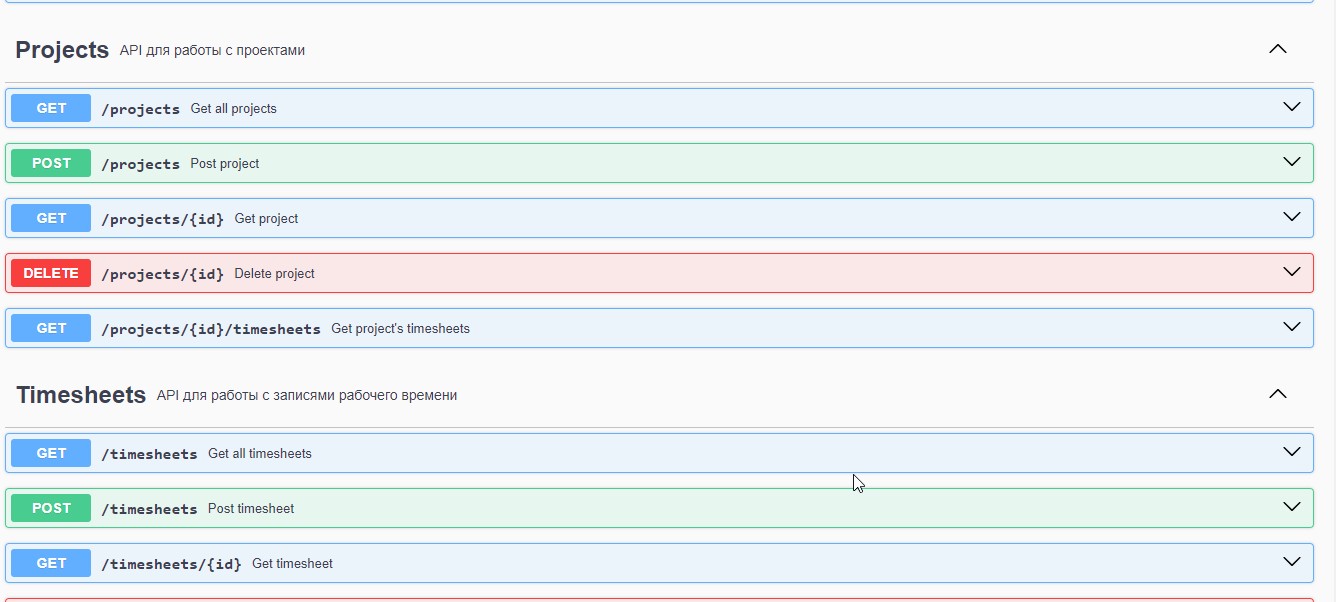 Projects API для работы с проектами
GET /projects Get all projects
POST /projects Post project
GET /projects/{id} Get project
DELETE /projects/{id} Delete project
GET /projects/{id}/timesheets Get project's timesheets
Timesheets API для работы с записями рабочего времени
GET /timesheets Get all timesheets
POST /timesheets Post timesheet
GET /timesheets/{id} Get timesheet